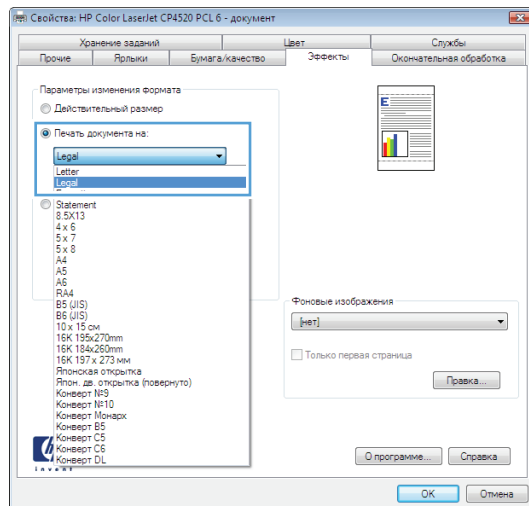 Свойства: HP Color LaserJet CP4520 PCL 6 - документ
Хранение заданий Цвет Службы
Прочие Ярлыки Бумага/качество Эффекты Окончательная обработка
Параметры изменения формата
Действительный размер
Печать документа на:
Legal
Letter
Legal
Statement
8.5X13
4 x 6
5 x 7
5 x 8
A4
A5
A6
RA4
B5 (JIS)
B6 (JIS)
10 x 15 см
16K 195x270mm
16K 184x260mm
16K 197 x 273 мм
Японская открытка
Япон. дв. открытка (повернуто)
Конверт №9
Конверт №10
Конверт Монарх
Конверт B5
Конверт C5
Конверт C6
Конверт DL
invent
E
Фоновые изображения
[нет]
Только первая страница
Правка...
О программе... Справка
OK Отмена